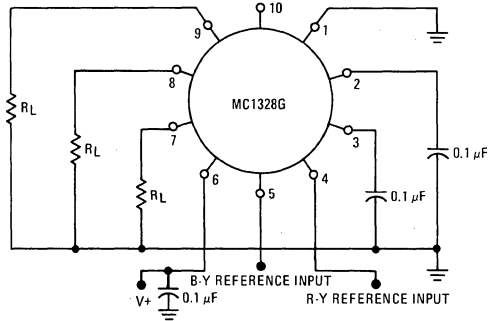 10
9
1
8
2
MC1328G
RL
7
3
RL
6
5
4
0.1 µF
RL
0.1 µF
B-Y REFERENCE INPUT
V+
0.1 µF
R-Y REFERENCE INPUT